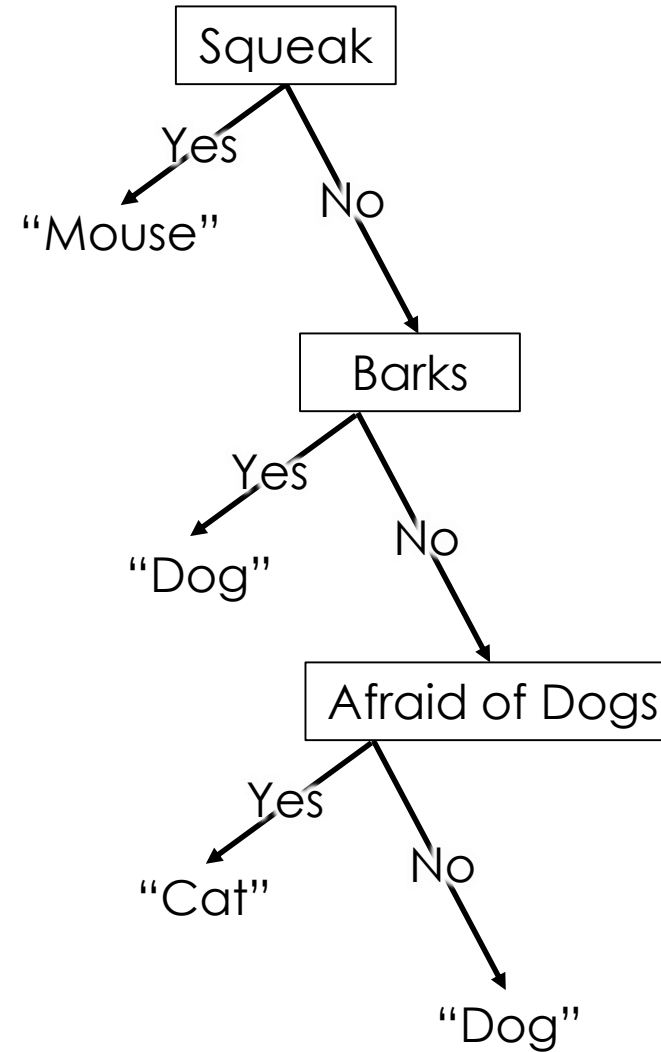 Squeak
Yes
No
“Mouse”
Barks
Yes
No
“Dog”
Afraid of Dogs
Yes
No
“Cat”
“Dog”